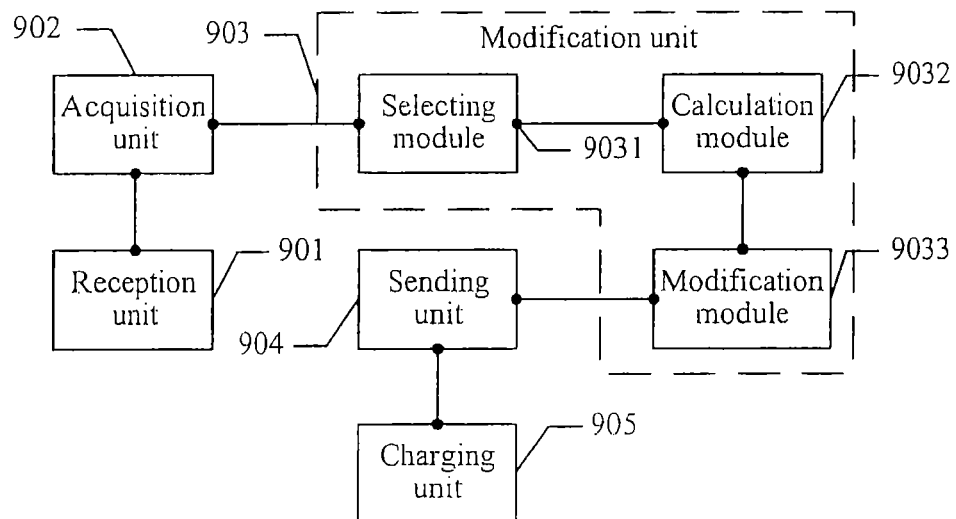 902
903
Modification unit
9032
Acquisition
unit
Selecting
module
9031
Calculation
module
Reception
unit
901
Sending
unit
904
Modification
module
9033
Charging
unit
905